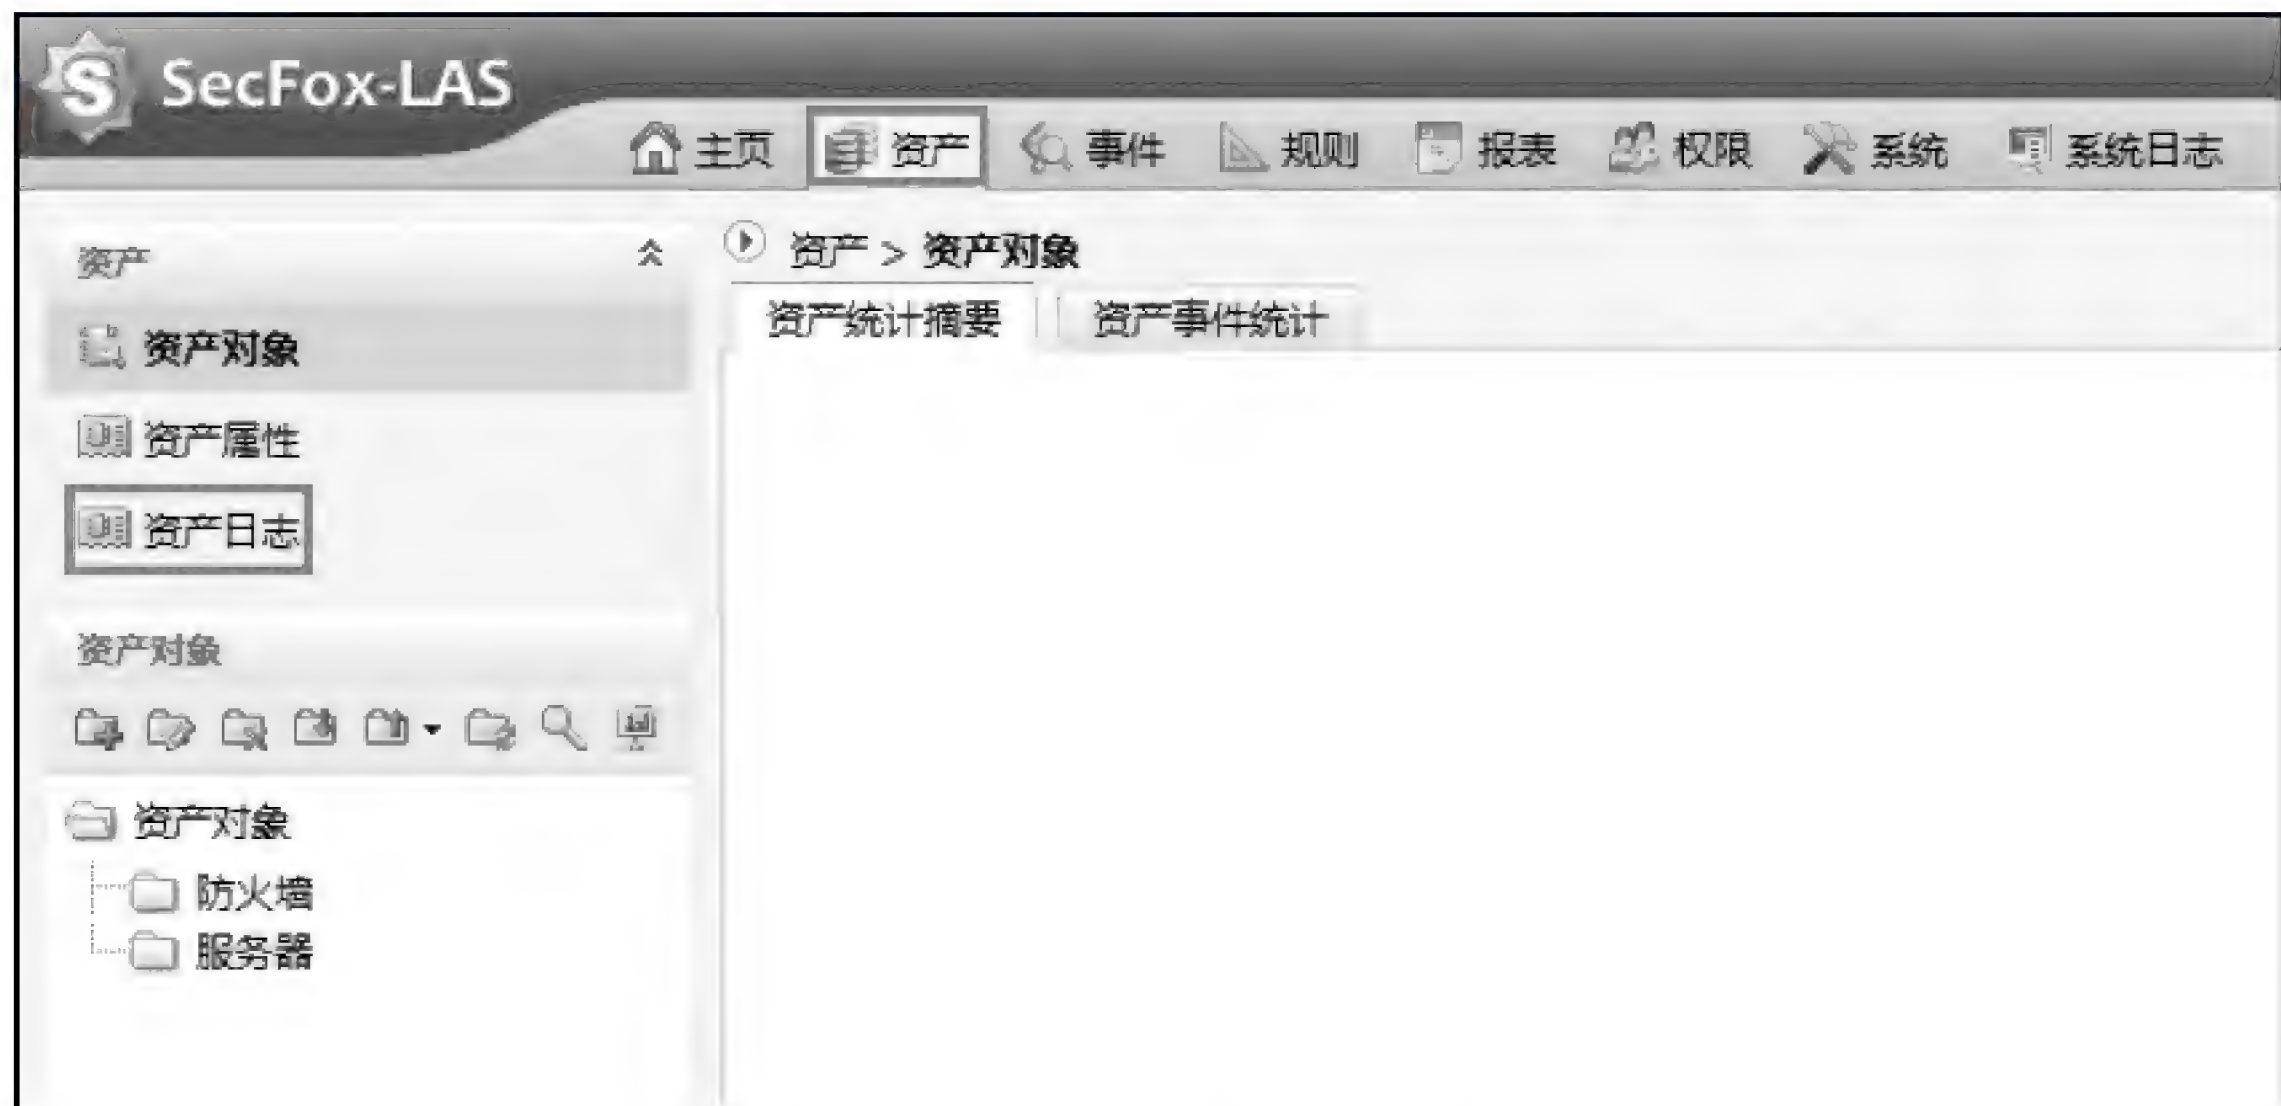 SecFox-LAS
主页 资产 事件 规则 报表 权限 系统 系统日志
资产
资产 > 资产对象
资产统计摘要 资产事件统计
资产对象
资产属性
资产日志
资产对象
资产对象
防火墙
服务器